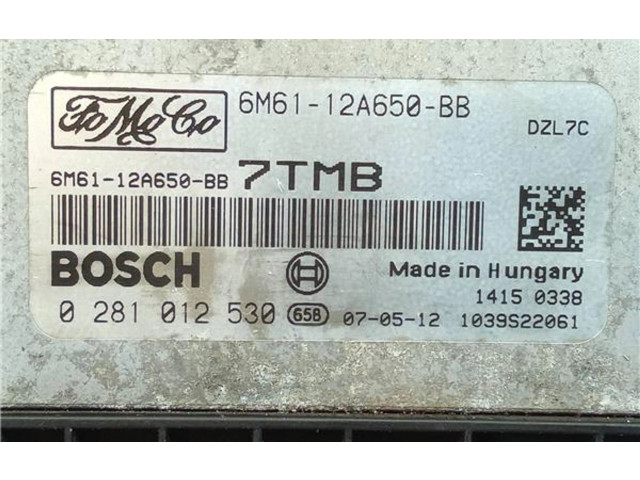 FoMoCo
6M61-12A650-BB
DZL7C
6M61-12A650-BB 7TMB
BOSCH
Made in Hungary
1415 0338
0 281 012 530 65B 07-05-12 1039S22061